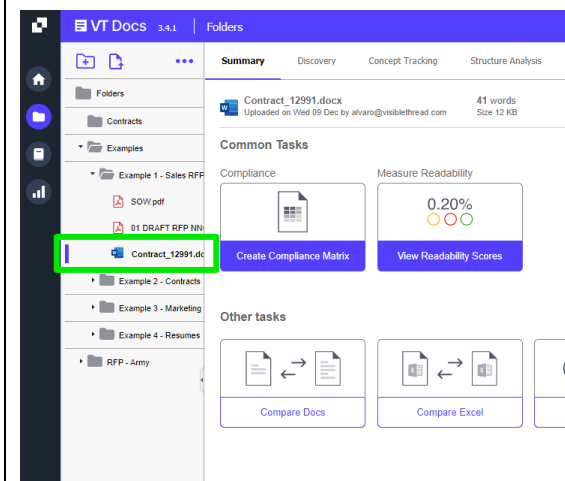 VT Docs 3.4.1 Folders
Summary Discovery Concept Tracking Structure Analysis
Folders
Contracts
Examples
Example 1 - Sales RFP
SOW.pdf
01 DRAFT RFP NN
Contract_12991.do
Example 2 - Contracts
Example 3 - Marketing
Example 4 - Resumes
RFP - Army
Contract_12991.docx
Uploaded on Wed 09 Dec by alvaro@visiblethread.com
41 words
Size 12 KB
Common Tasks
Compliance
Create Compliance Matrix
Measure Readability
0.20%
View Readability Scores
Other tasks
Compare Docs
Compare Excel